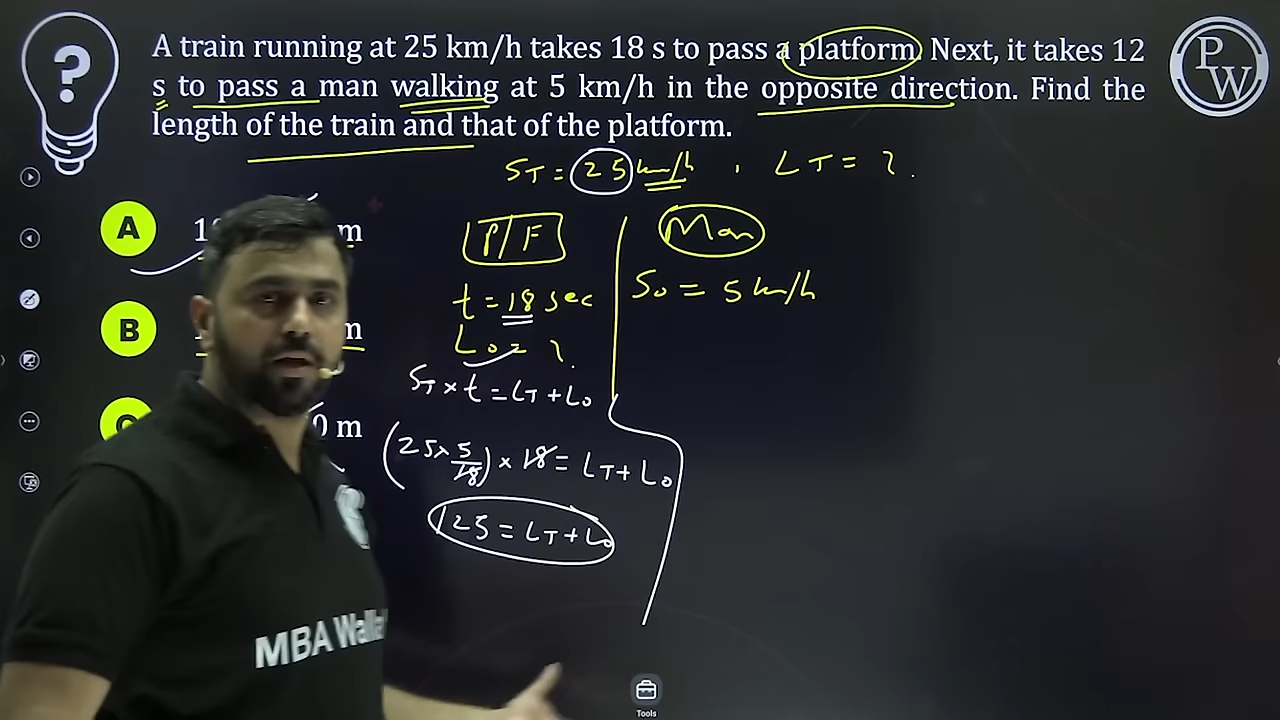 A train running at 25 km/h takes 18 s to pass a platform. Next, it takes 12
s to pass a man walking at 5 km/h in the opposite direction. Find the
length of the train and that of the platform.
PW
ST = 25 km/h , LT = ?
A
m
P/F
Man
t = 18 sec
So = 5 km/h
B
m
Lo = ?
ST × t = LT + Lo
0 m
(25 × 5/18) × 18 = LT + Lo
125 = LT + Lo
MBA
Tools